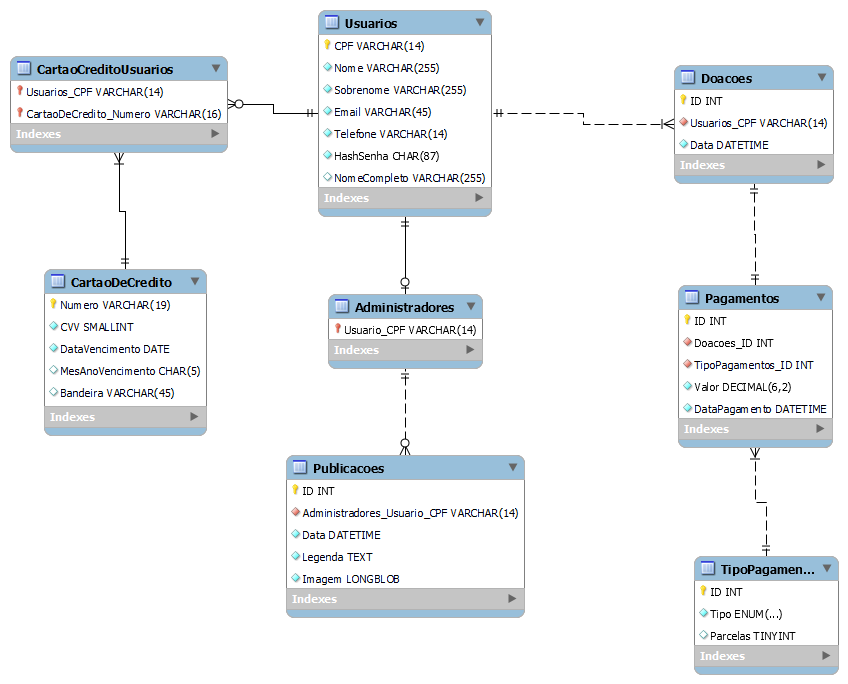 Usuarios
CPF VARCHAR(14)
Nome VARCHAR(255)
Sobrenome VARCHAR(255)
Email VARCHAR(45)
Telefone VARCHAR(14)
HashSenha CHAR(87)
NomeCompleto VARCHAR(255)
Indexes
CartaoCreditoUsuarios
Usuarios_CPF VARCHAR(14)
CartaoDeCredito_Numero VARCHAR(16)
Indexes
Doacoes
ID INT
Usuarios_CPF VARCHAR(14)
Data DATETIME
Indexes
CartaoDeCredito
Numero VARCHAR(19)
CVV SMALLINT
DataVencimento DATE
MesAnoVencimento CHAR(5)
Bandeira VARCHAR(45)
Indexes
Administradores
Usuario_CPF VARCHAR(14)
Indexes
Pagamentos
ID INT
Doacoes_ID INT
TipoPagamentos_ID INT
Valor DECIMAL(6,2)
DataPagamento DATETIME
Indexes
Publicacoes
ID INT
Administradores_Usuario_CPF VARCHAR(14)
Data DATETIME
Legenda TEXT
Imagem LONGBLOB
Indexes
TipoPagamen...
ID INT
Tipo ENUM(...)
Parcelas TINYINT
Indexes